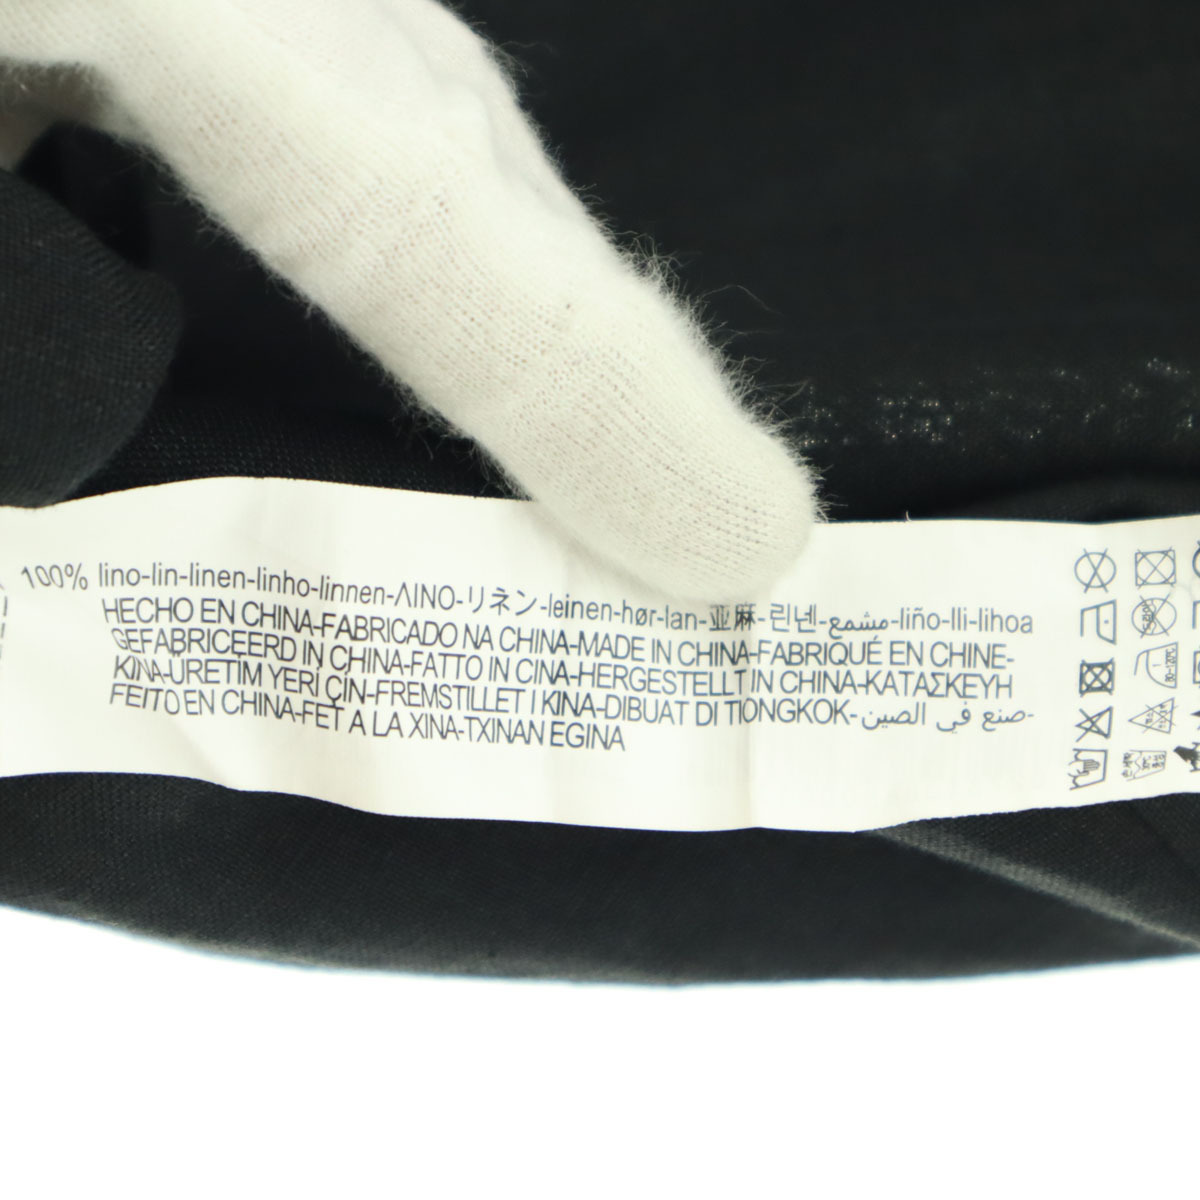 100% lino-lin-linen-linho-linnen-ΛΙΝΟ-リネン-leinen-hør-lan-亚麻-린넨-مشمع-liño-lli-lihoa
HECHO EN CHINA-FABRICADO NA CHINA-MADE IN CHINA-FABRIQUÉ EN CHINE-
GEFABRICEERD IN CHINA-FATTO IN CINA-HERGESTELLT IN CHINA-ΚΑΤΑΣΚΕΥΗ
KINA-ÜRETİM YERİ ÇİN-FREMSTILLET I KINA-DIBUAT DI TIONGKOK-صنع في الصين-
FEITO EN CHINA-FET A LA XINA-TXINAN EGINA